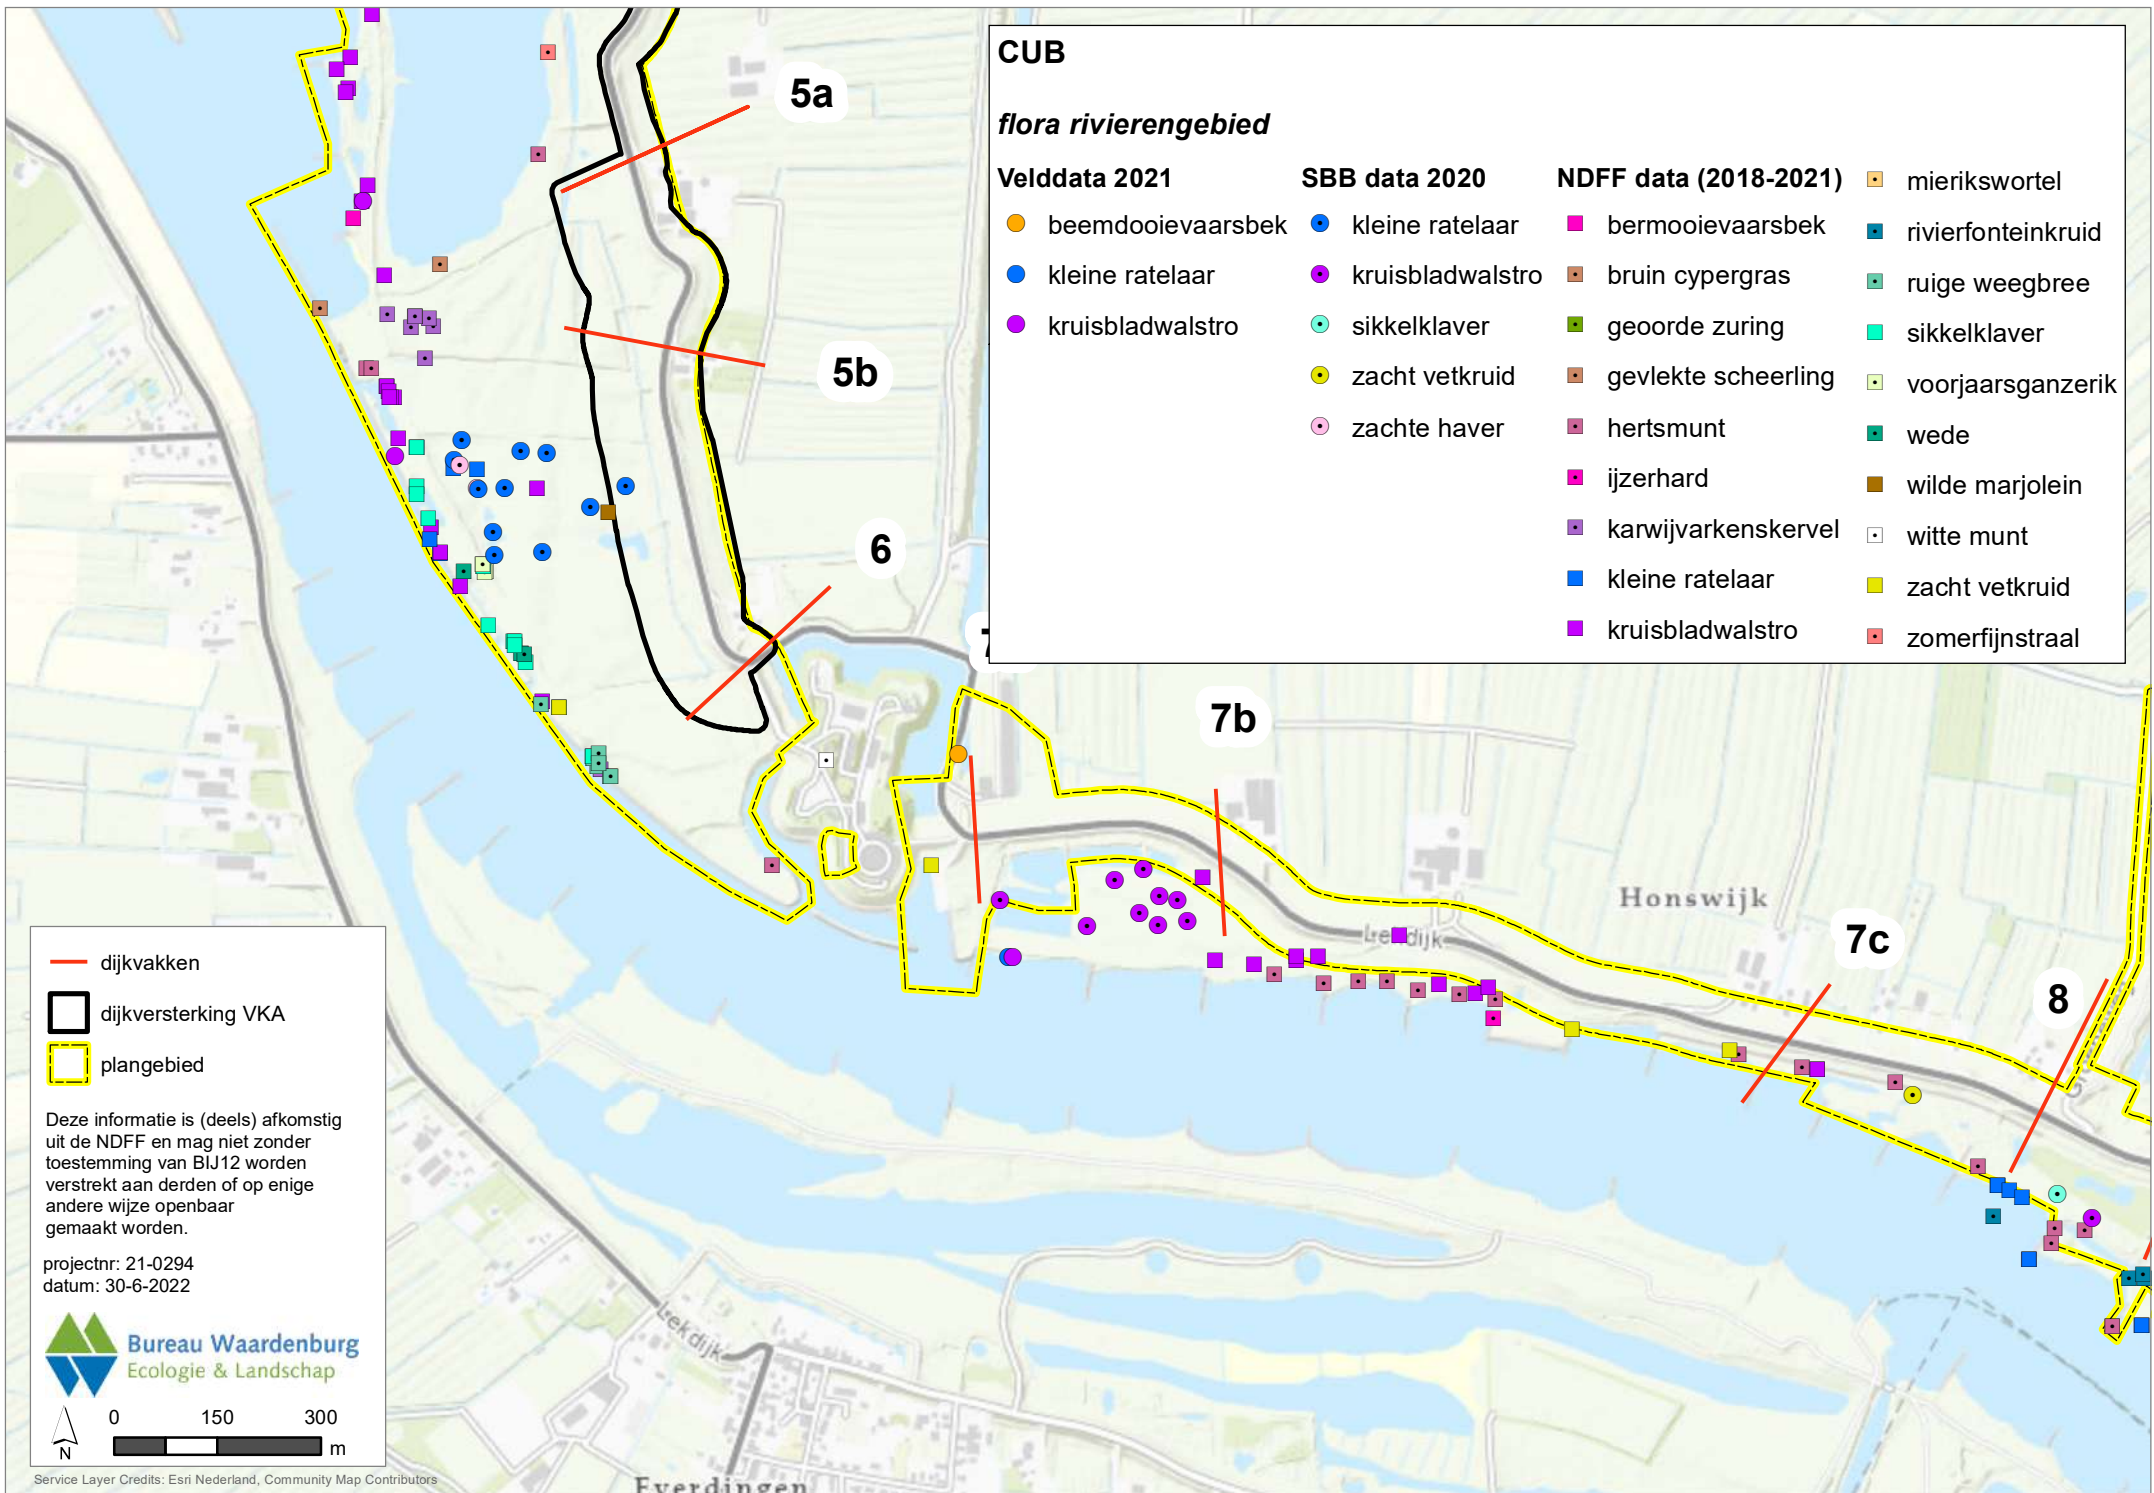 CUB
flora rivierengebied
Velddata 2021
beemdooievaarsbek
kleine ratelaar
kruisbladwalstro
SBB data 2020
kleine ratelaar
kruisbladwalstro
sikkelklaver
zacht vetkruid
zachte haver
NDFF data (2018-2021)
bermooievaarsbek
bruin cypergras
geoorde zuring
gevlekte scheerling
hertsmunt
ijzerhard
karwijvarkenskervel
kleine ratelaar
kruisbladwalstro
mierikswortel
rivierfonteinkruid
ruige weegbree
sikkelklaver
voorjaarsganzerik
wede
wilde marjolein
witte munt
zacht vetkruid
zomerfijnstraal
5a
5b
6
7b
7c
8
Honswijk
Lekdijk
dijkvakken
dijkversterking VKA
plangebied
Deze informatie is (deels) afkomstig
uit de NDFF en mag niet zonder
toestemming van BIJ12 worden
verstrekt aan derden of op enige
andere wijze openbaar
gemaakt worden.
projectnr: 21-0294
datum: 30-6-2022
Bureau Waardenburg
Ecologie & Landschap
N
0 150 300
m
Lekdijk
Everdingen
Service Layer Credits: Esri Nederland, Community Map Contributors